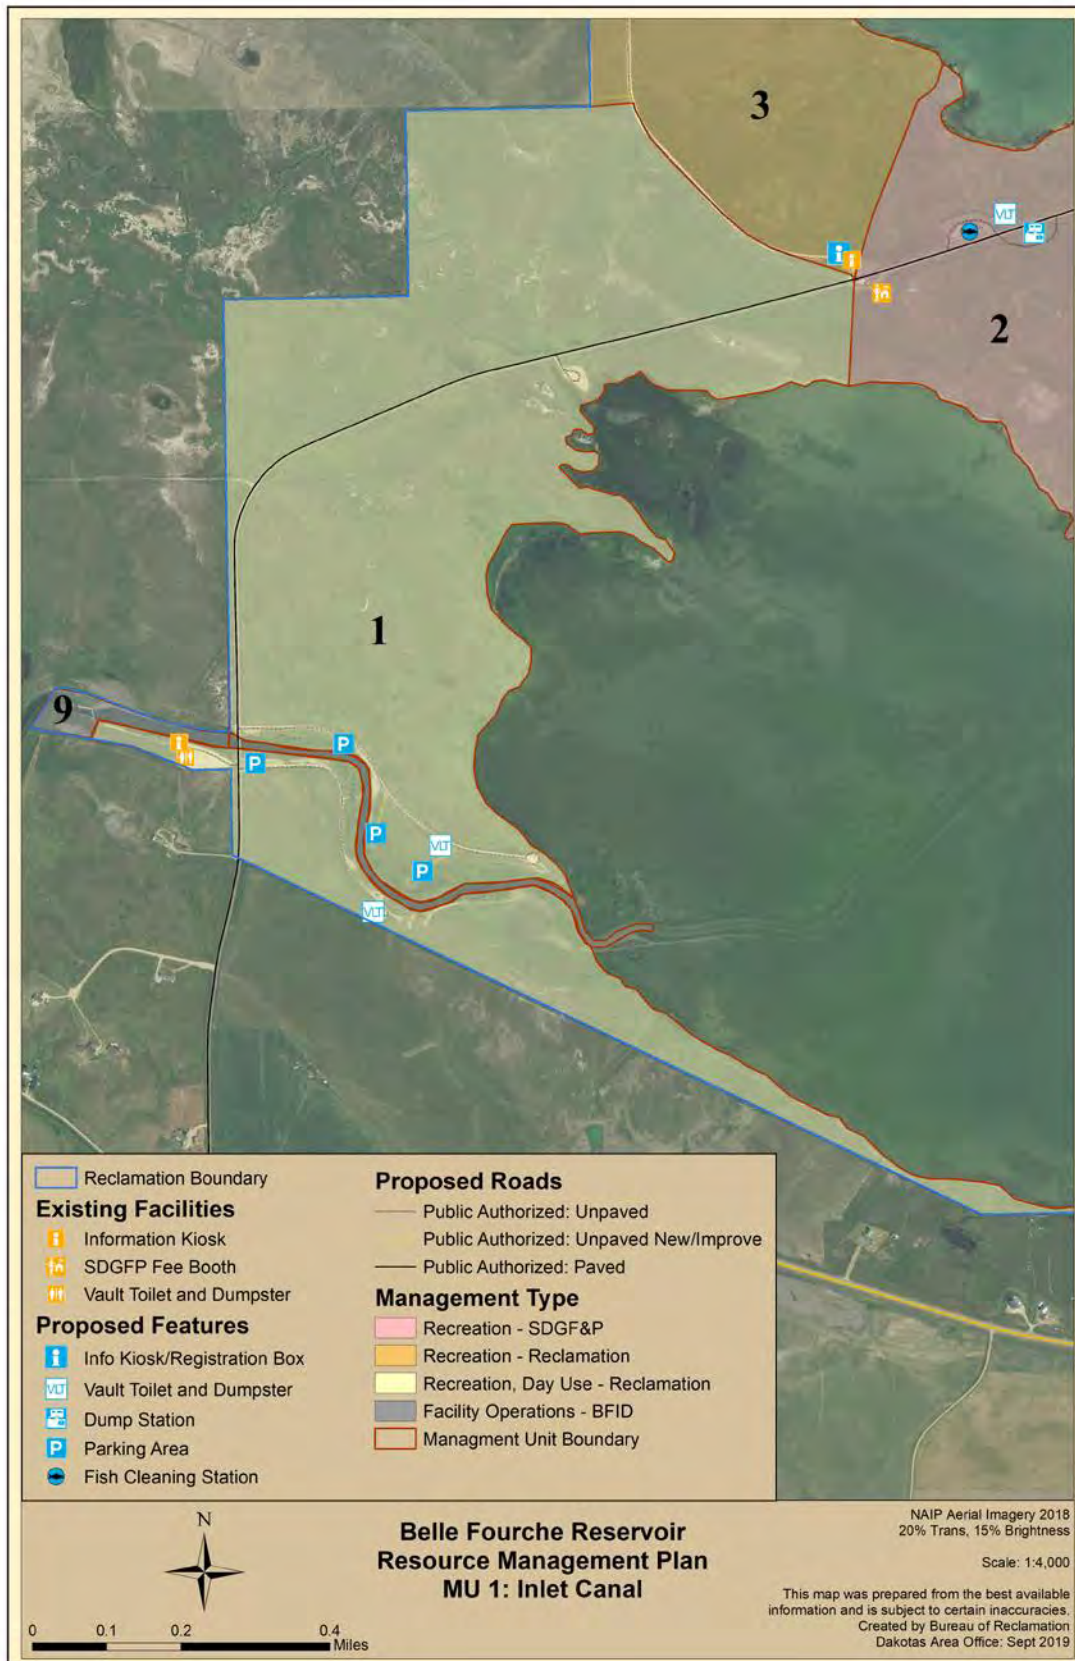 3
VLT
i
i
2
1
9
i
P
P
P
VLT
P
VLT
Reclamation Boundary
Existing Facilities
i Information Kiosk
SDGFP Fee Booth
Vault Toilet and Dumpster
Proposed Features
i Info Kiosk/Registration Box
VLT Vault Toilet and Dumpster
Dump Station
P Parking Area
Fish Cleaning Station
Proposed Roads
Public Authorized: Unpaved
Public Authorized: Unpaved New/Improve
Public Authorized: Paved
Management Type
Recreation - SDGF&P
Recreation - Reclamation
Recreation, Day Use - Reclamation
Facility Operations - BFID
Managment Unit Boundary
N
0 0.1 0.2 0.4
Miles
Belle Fourche Reservoir
Resource Management Plan
MU 1: Inlet Canal
NAIP Aerial Imagery 2018
20% Trans, 15% Brightness
Scale: 1:4,000
This map was prepared from the best available
information and is subject to certain inaccuracies.
Created by Bureau of Reclamation
Dakotas Area Office: Sept 2019